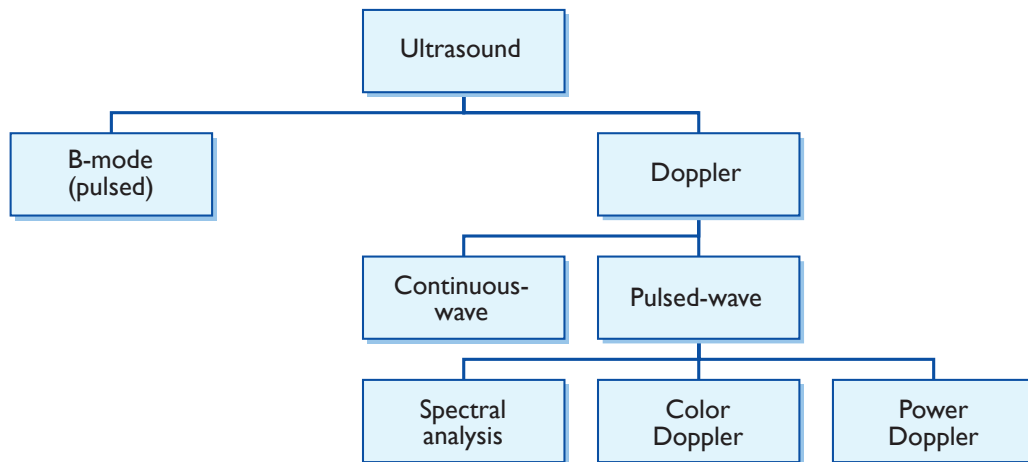 Ultrasound
B-mode
(pulsed)
Doppler
Continuous-
wave
Pulsed-wave
Spectral
analysis
Color
Doppler
Power
Doppler